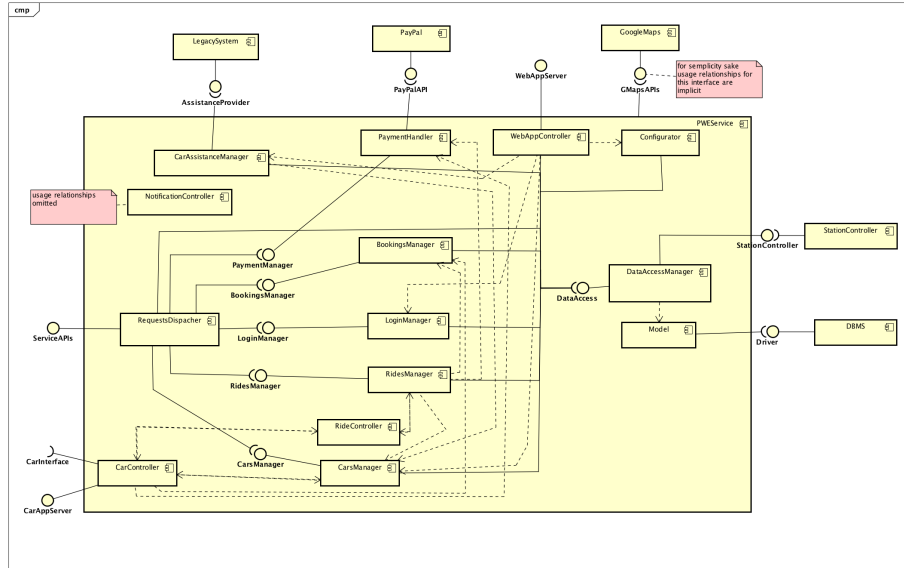 cmp
LegacySystem
PayPal
GoogleMaps
AssistanceProvider
PayPalAPI
WebAppServer
GMapsAPIs
for semplicity sake
usage relationships for
this interface are
implicit
PWEService
CarAssistanceManager
PaymentHandler
WebAppController
Configurator
usage relationships
omitted
NotificationController
PaymentManager
BookingsManager
BookingsManager
StationController
StationController
DataAccessManager
DataAccess
ServiceAPIs
RequestsDispacher
LoginManager
LoginManager
Model
Driver
DBMS
RidesManager
RidesManager
RideController
CarInterface
CarController
CarsManager
CarsManager
CarAppServer